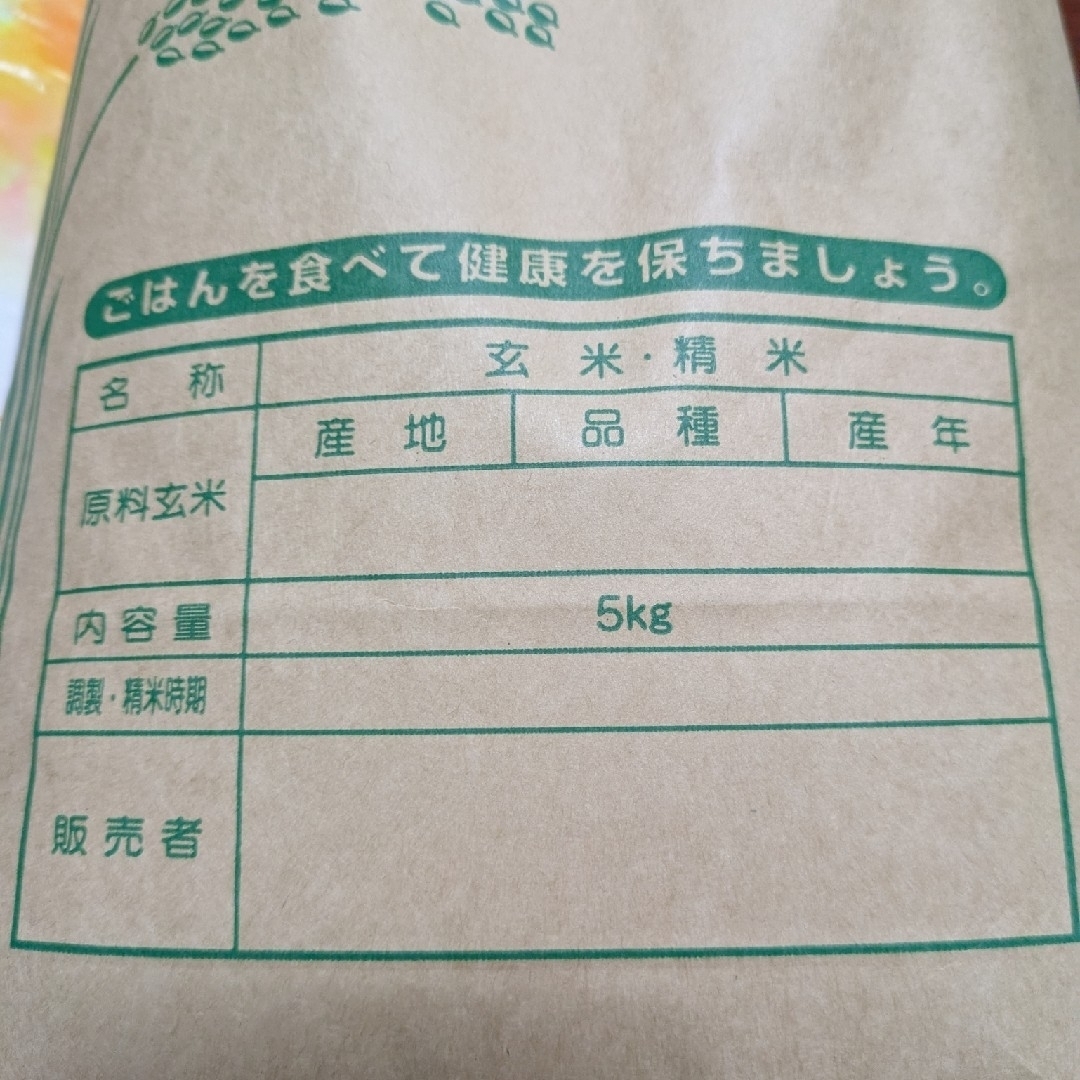 ごはんを食べて健康を保ちましょう。
名称 玄米・精米
原料玄米 産地 品種 産年
内容量 5kg
調製・精米時期
販売者